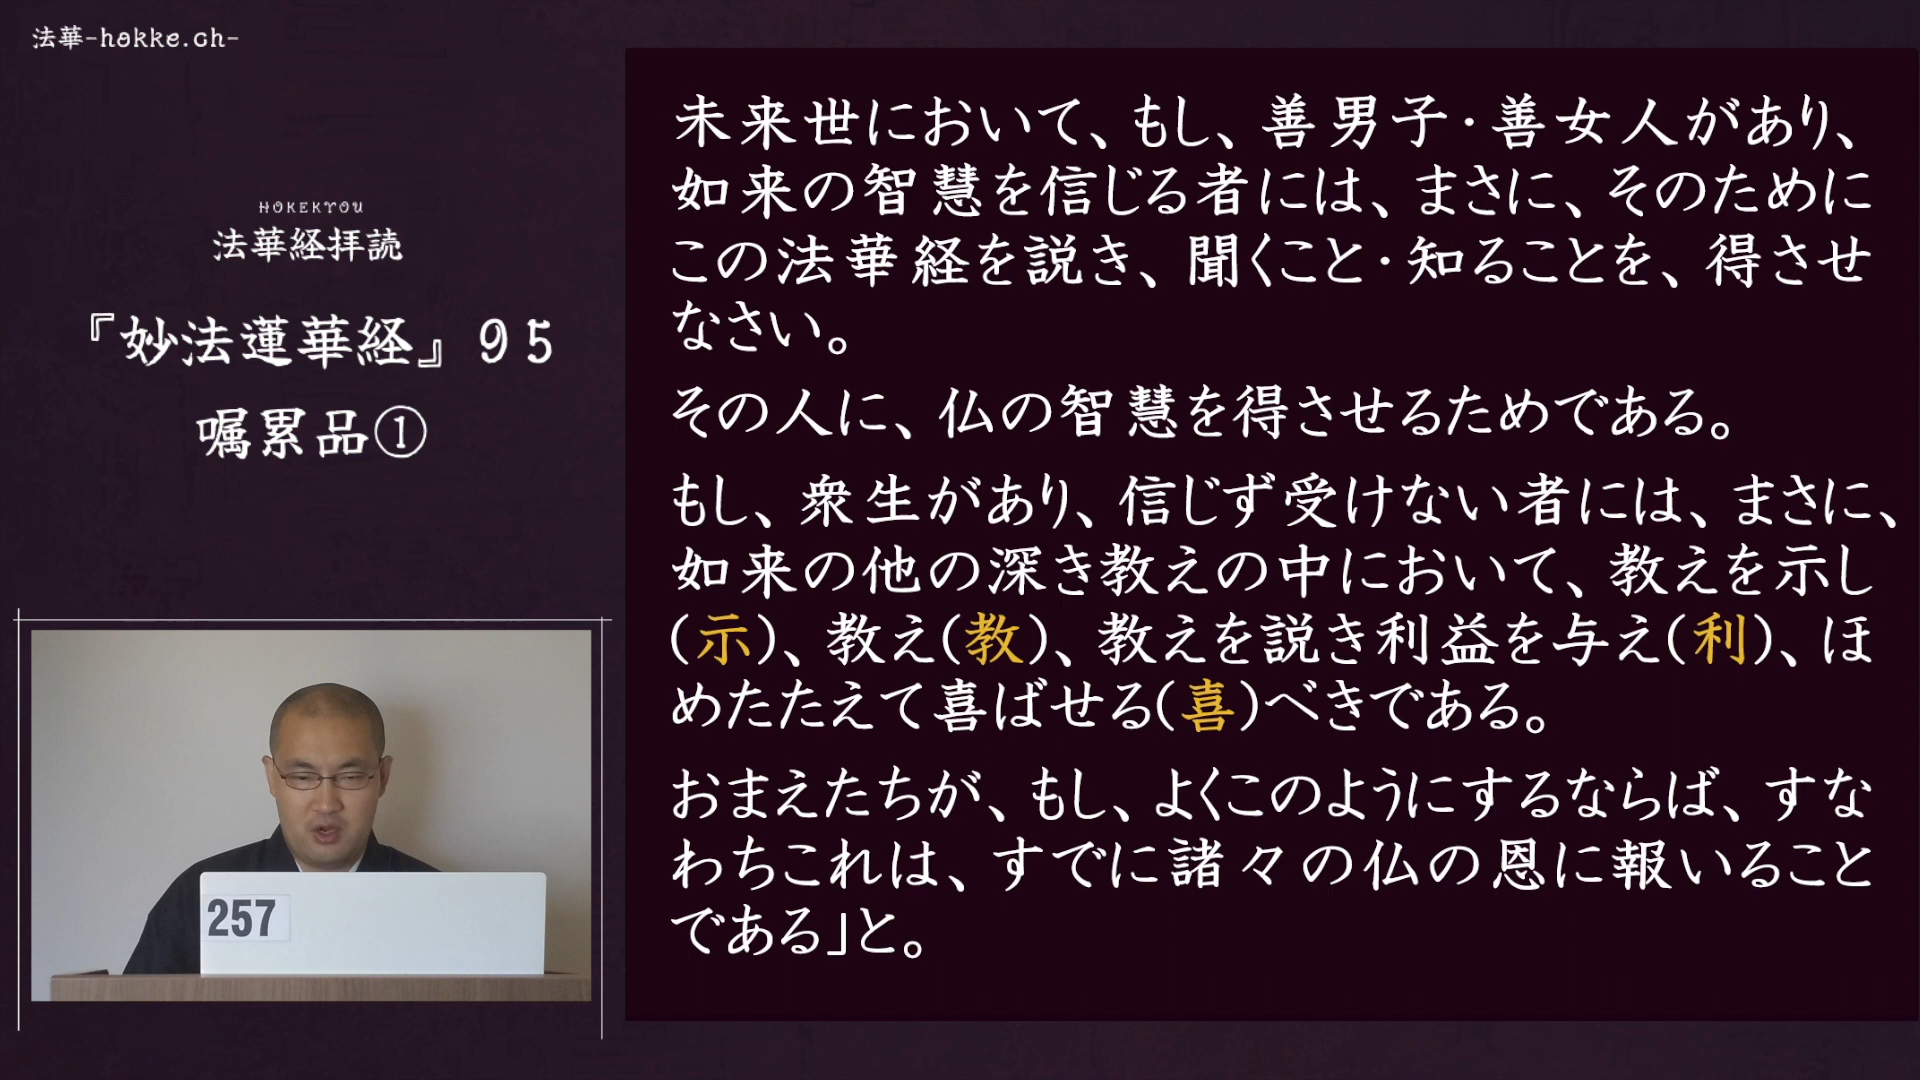 法華-hokke.ch-
HOKEKYOU
法華経拝読
『妙法蓮華経』95
嘱累品①
257
未来世において、もし、善男子・善女人があり、
如来の智慧を信じる者には、まさに、そのために
この法華経を説き、聞くこと・知ることを、得させ
なさい。
その人に、仏の智慧を得させるためである。
もし、衆生があり、信じず受けない者には、まさに、
如来の他の深き教えの中において、教えを示し
(示)、教え(教)、教えを説き利益を与え(利)、ほ
めたたえて喜ばせる(喜)べきである。
おまえたちが、もし、よくこのようにするならば、すな
わちこれは、すでに諸々の仏の恩に報いること
である」と。